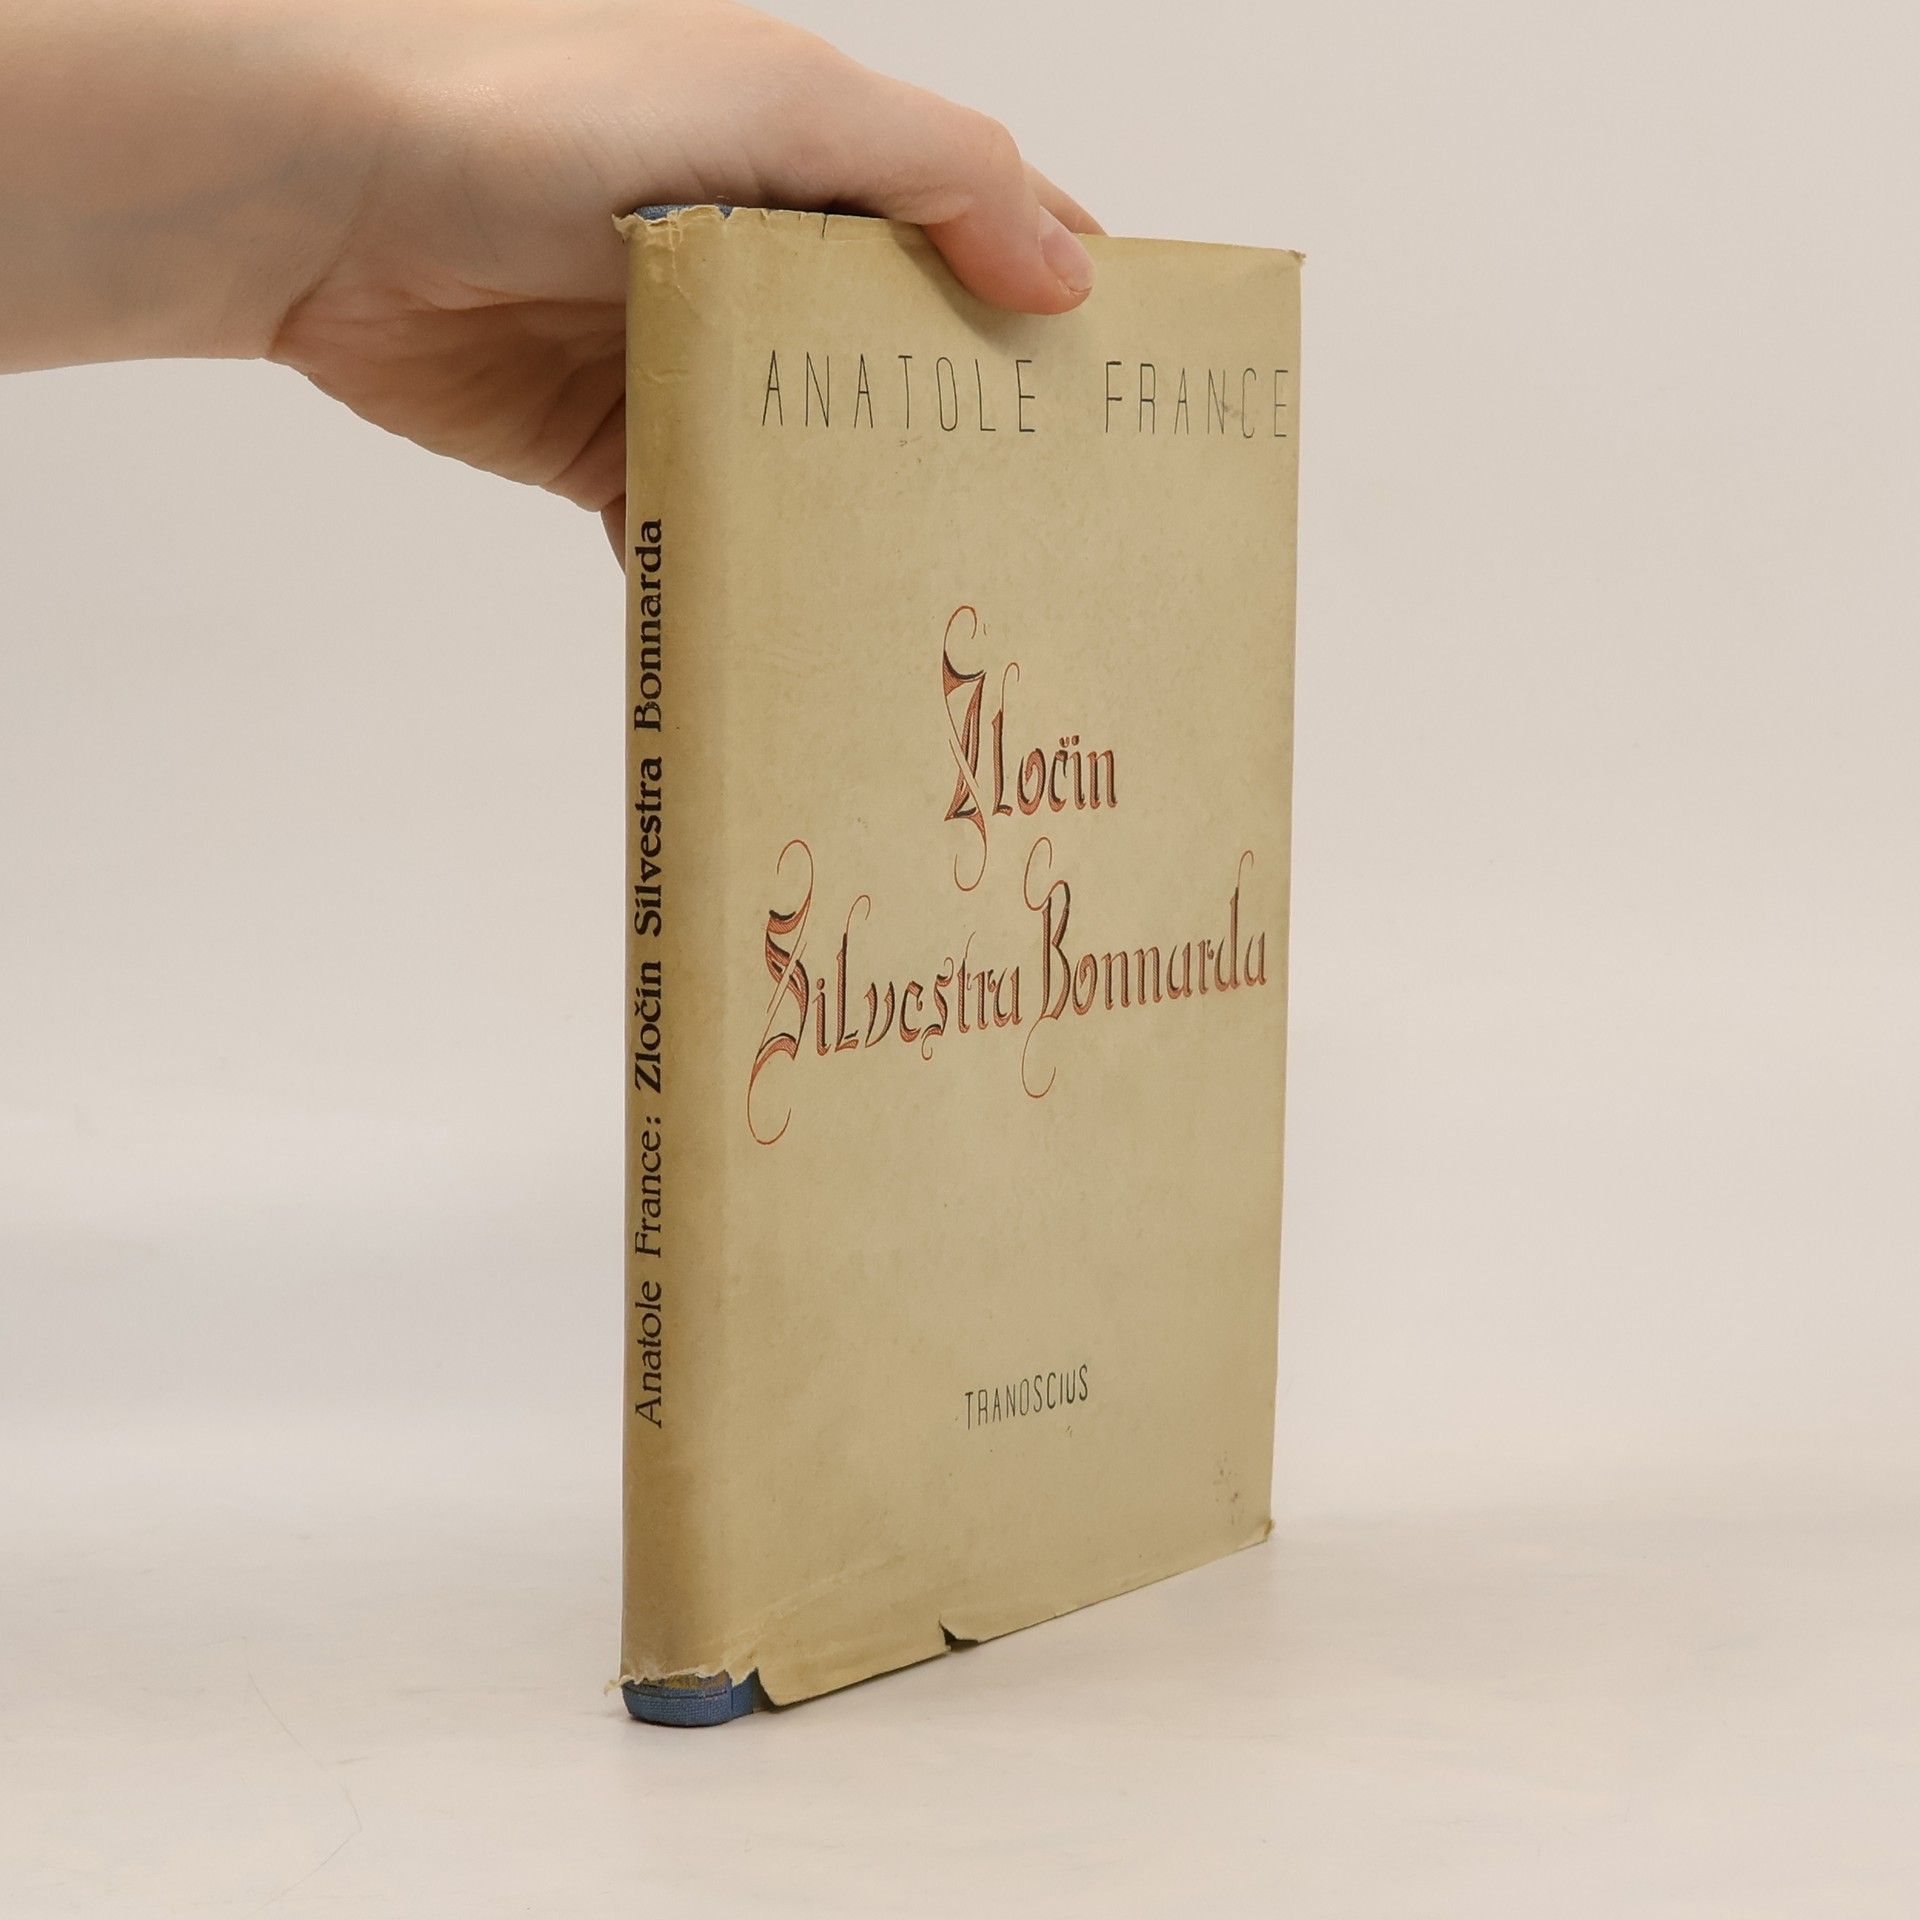 Anatole France: Zločin Silvestra Bonnarda
ANATOLE FRANCE
Zločin
Silvestra Bonnarda
TRANOSCIUS